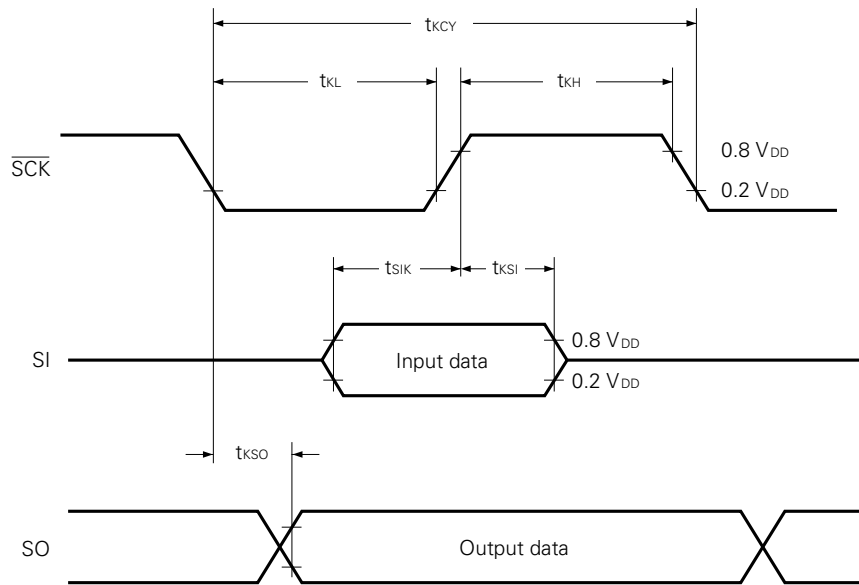 tKCY
tKL
tKH
SCK
0.8 VDD
0.2 VDD
tSIK
tKSI
SI
Input data
0.8 VDD
0.2 VDD
tKSO
SO
Output data